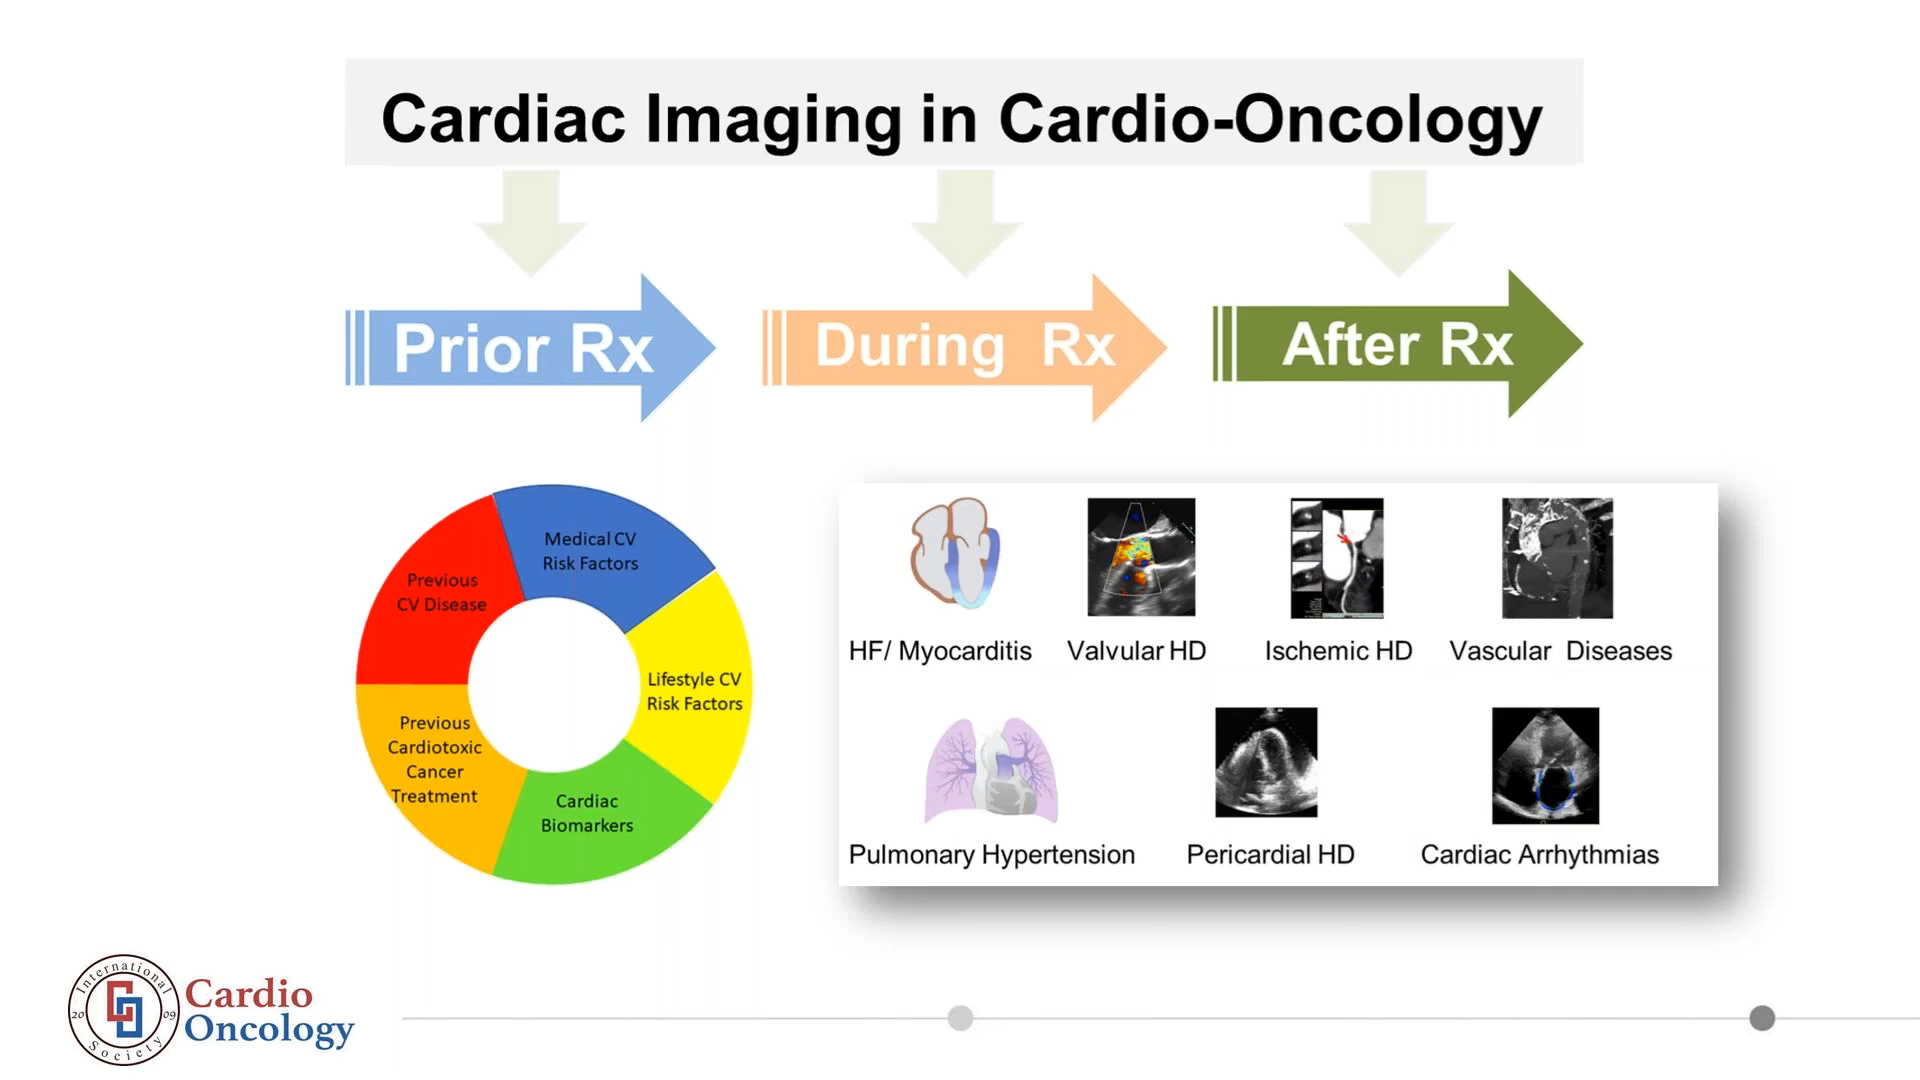 Cardiac Imaging in Cardio-Oncology
Prior Rx
During Rx
After Rx
Medical CV
Risk Factors
Previous
CV Disease
Lifestyle CV
Risk Factors
Previous
Cardiotoxic
Cancer
Treatment
Cardiac
Biomarkers
HF/ Myocarditis
Valvular HD
Ischemic HD
Vascular Diseases
Pulmonary Hypertension
Pericardial HD
Cardiac Arrhythmias
International
20 09
Society
Cardio
Oncology